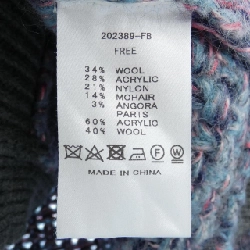 202389-FB
FREE
34% WOOL
28% ACRYLIC
21% NYLON
14% MOHAIR
3% ANGORA
PARTS
60% ACRYLIC
40% WOOL
MADE IN CHINA